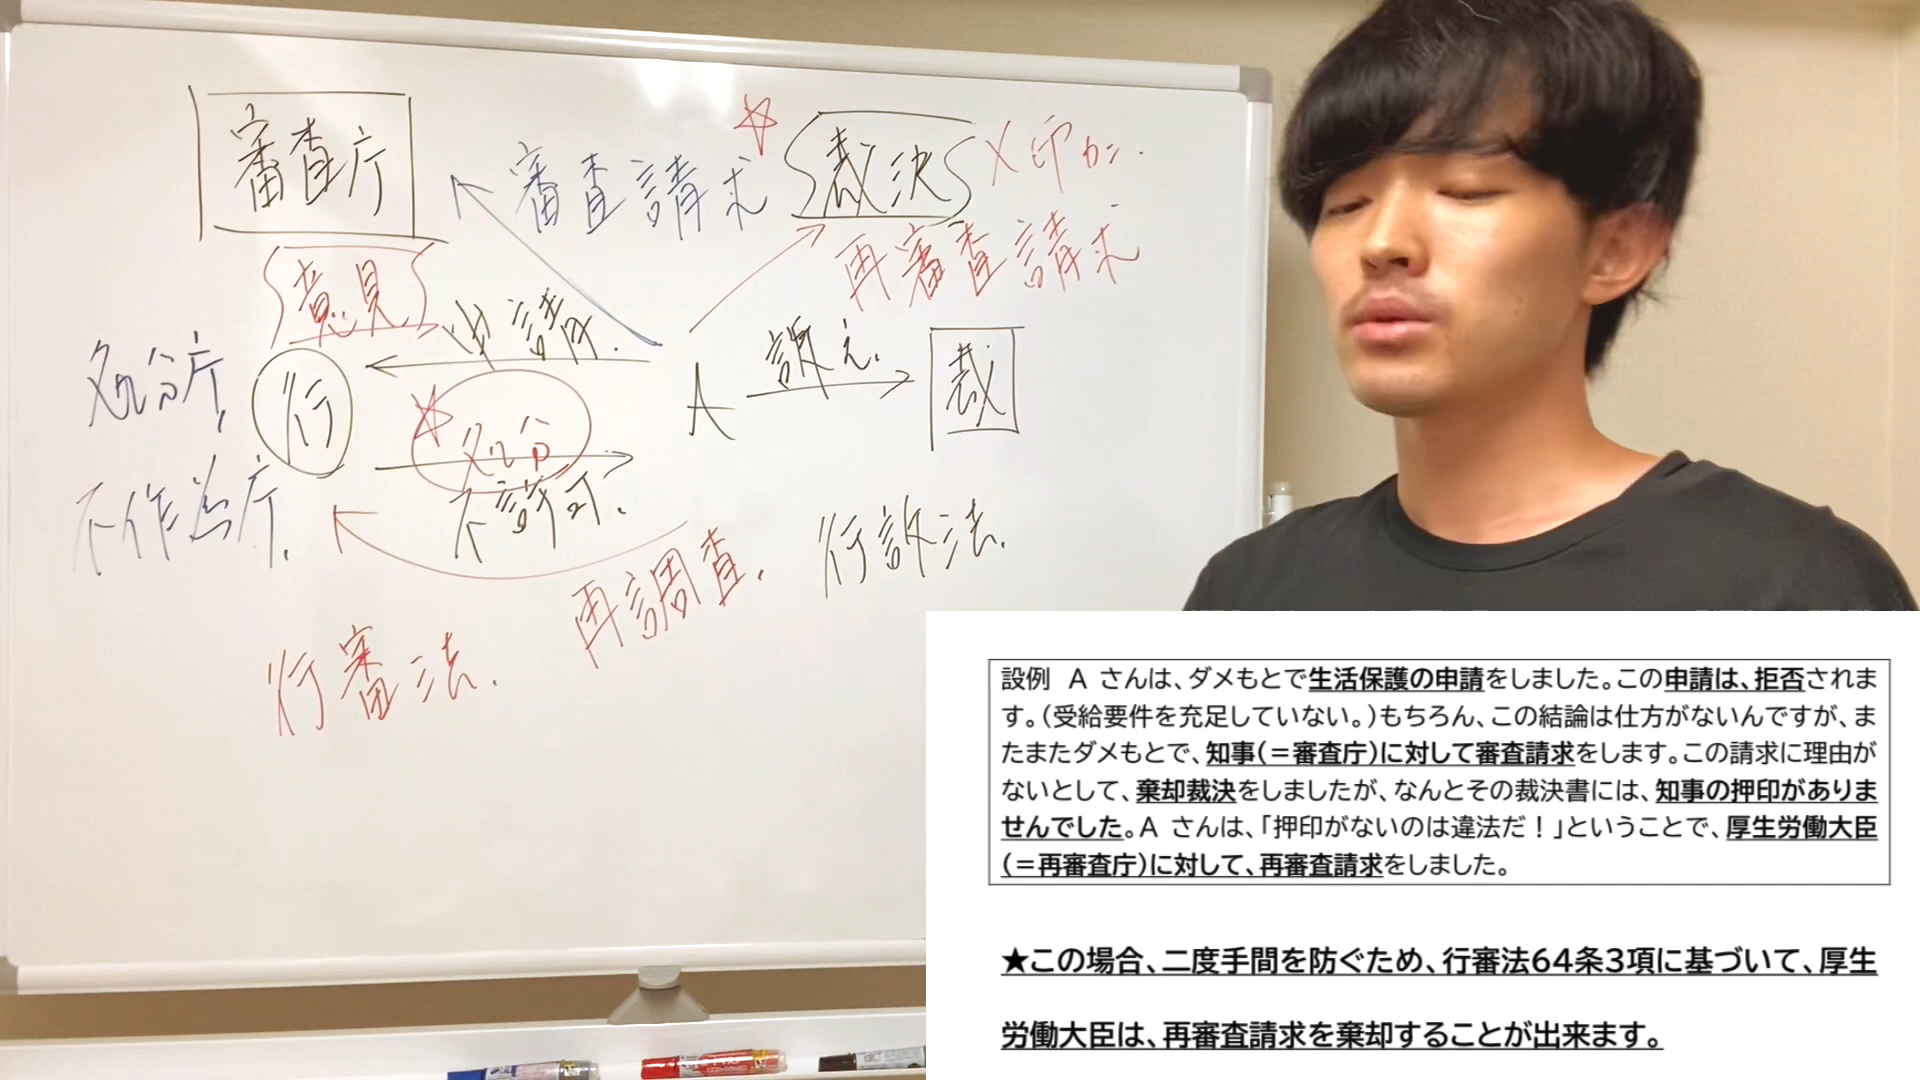 審査庁
審査請求
裁決
×印がこ.
再審査請求
意見
申請.
処分庁,
行
A
訴え.
裁
処分
不作為庁.
不許可.
行訴法.
再調査.
行審法.
設例 A さんは、ダメもとで生活保護の申請をしました。この申請は、拒否されま
す。(受給要件を充足していない。)もちろん、この結論は仕方がないんですが、ま
たまたダメもとで、知事(=審査庁)に対して審査請求をします。この請求に理由が
ないとして、棄却裁決をしましたが、なんとその裁決書には、知事の押印がありま
せんでした。A さんは、「押印がないのは違法だ!」ということで、厚生労働大臣
(=再審査庁)に対して、再審査請求をしました。
★この場合、二度手間を防ぐため、行審法64条3項に基づいて、厚生
労働大臣は、再審査請求を棄却することが出来ます。